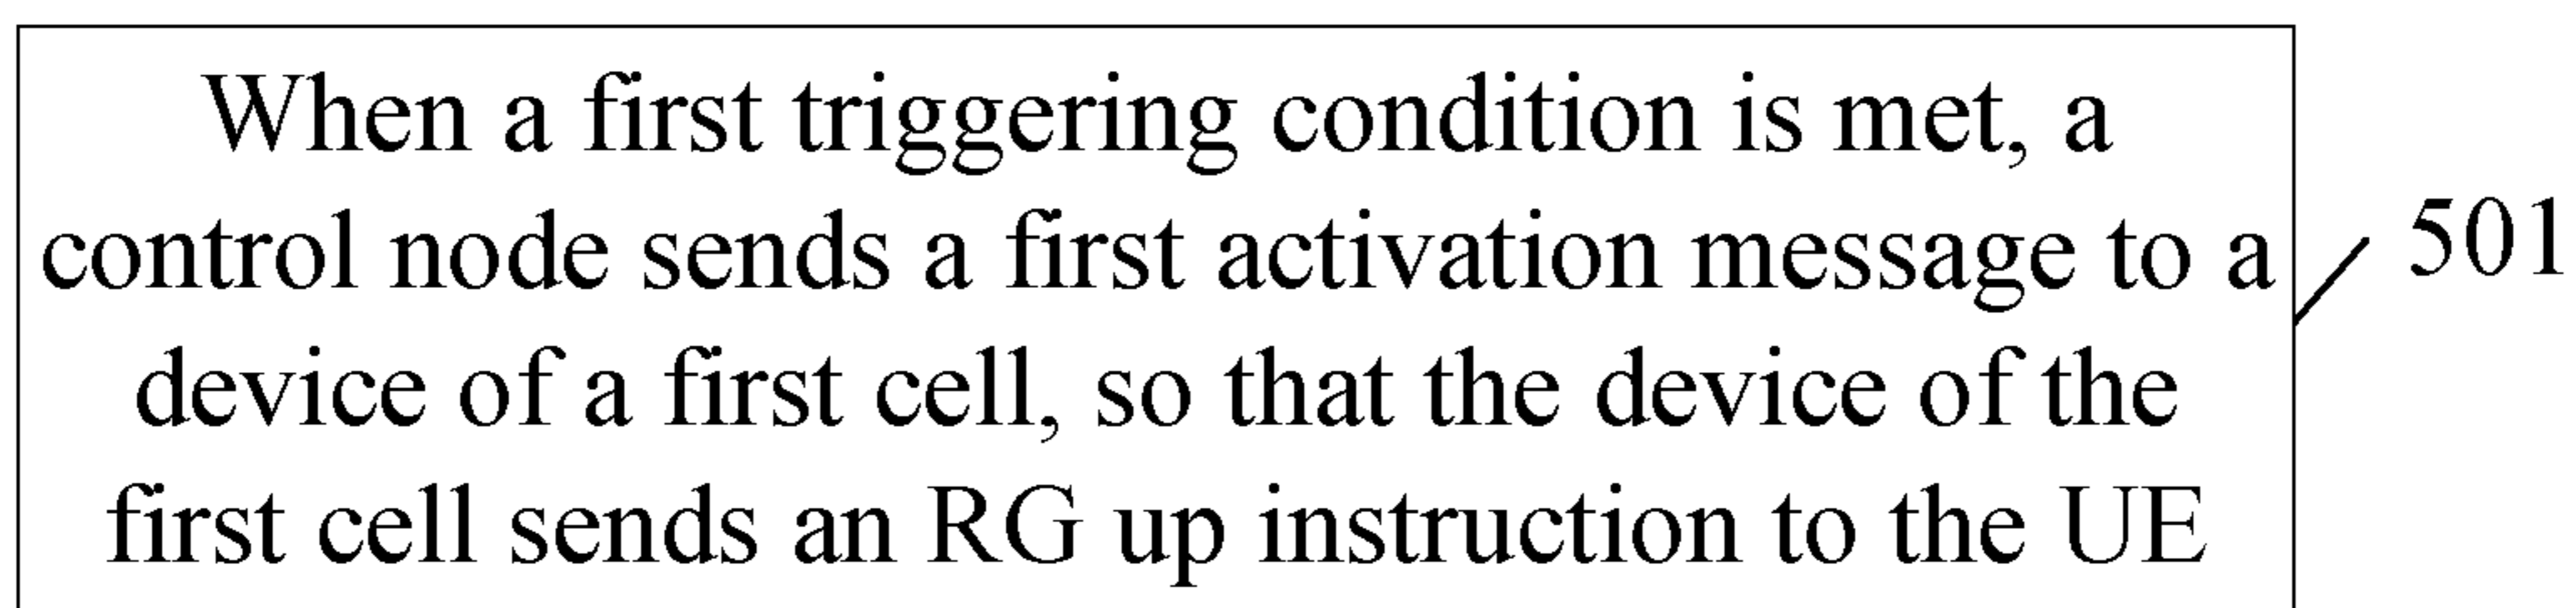 When a first triggering condition is met, a
control node sends a first activation message to a
device of a first cell, so that the device of the
first cell sends an RG up instruction to the UE
501